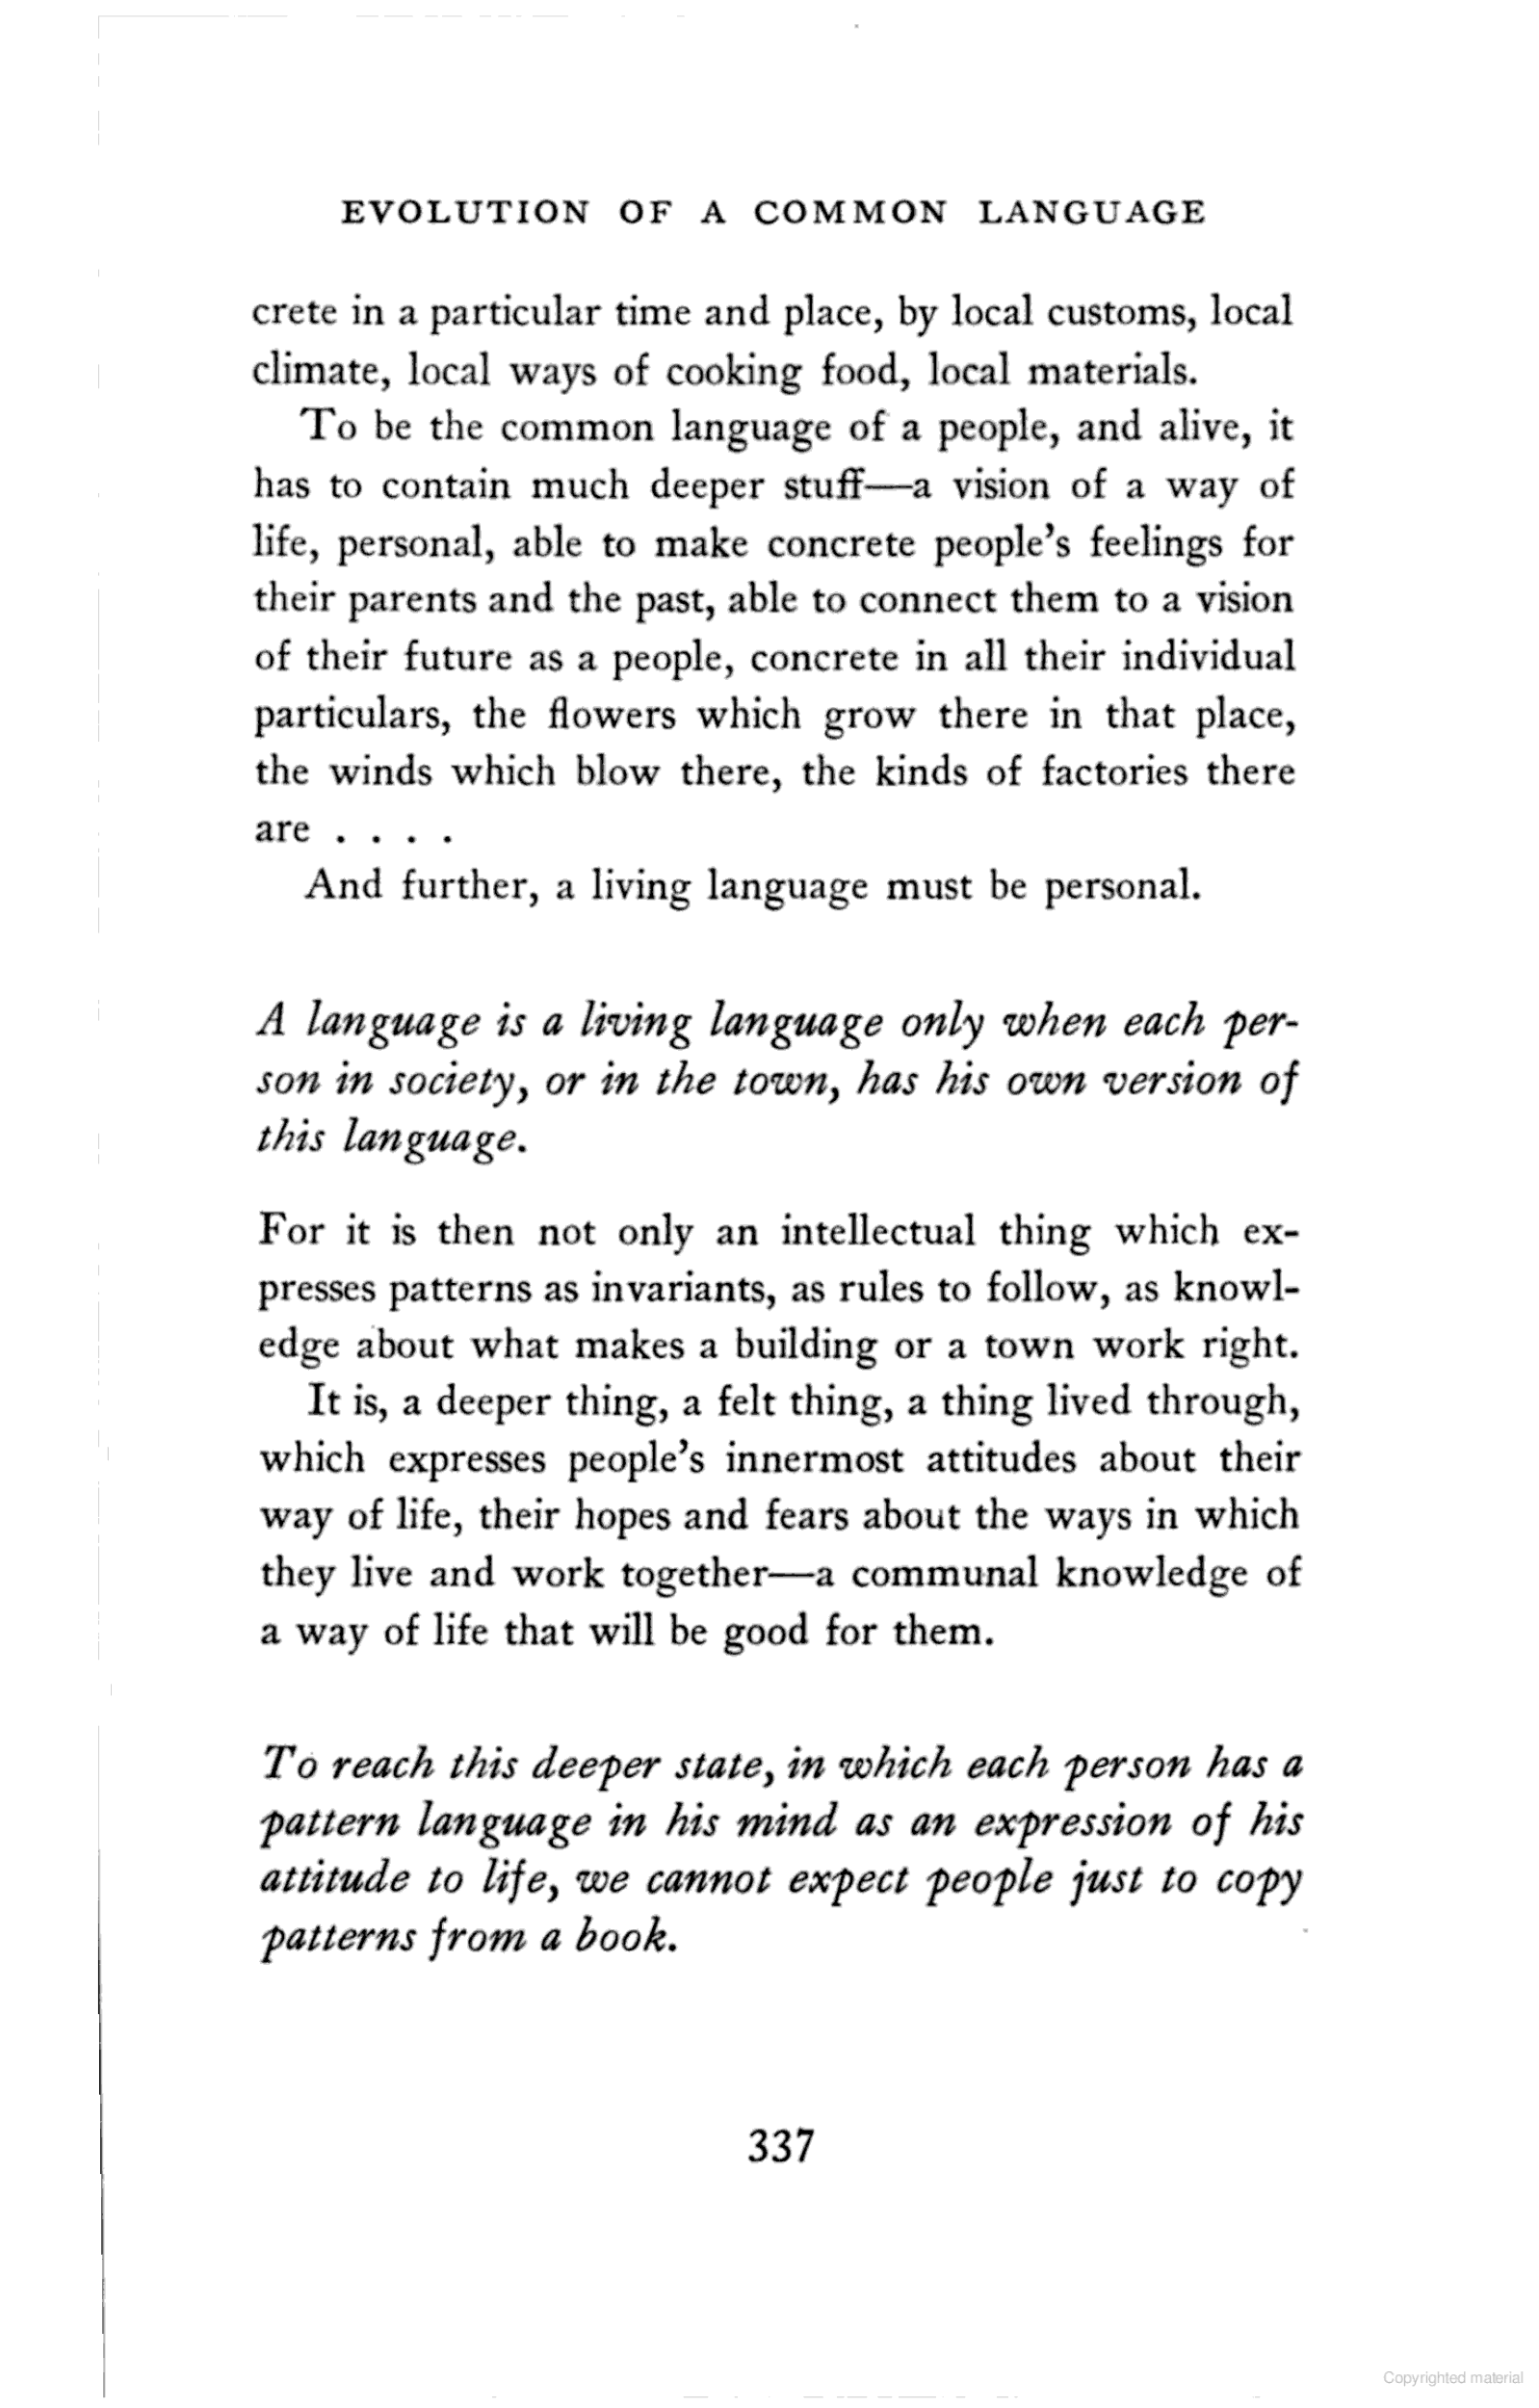 EVOLUTION OF A COMMON LANGUAGE
crete in a particular time and place, by local customs, local
climate, local ways of cooking food, local materials.
To be the common language of a people, and alive, it
has to contain much deeper stuff—a vision of a way of
life, personal, able to make concrete people's feelings for
their parents and the past, able to connect them to a vision
of their future as a people, concrete in all their individual
particulars, the flowers which grow there in that place,
the winds which blow there, the kinds of factories there
are . . . .
And further, a living language must be personal.
A language is a living language only when each per-
son in society, or in the town, has his own version of
this language.
For it is then not only an intellectual thing which ex-
presses patterns as invariants, as rules to follow, as knowl-
edge about what makes a building or a town work right.
It is, a deeper thing, a felt thing, a thing lived through,
which expresses people's innermost attitudes about their
way of life, their hopes and fears about the ways in which
they live and work together—a communal knowledge of
a way of life that will be good for them.
To reach this deeper state, in which each person has a
pattern language in his mind as an expression of his
attitude to life, we cannot expect people just to copy
patterns from a book.
337
Copyrighted material